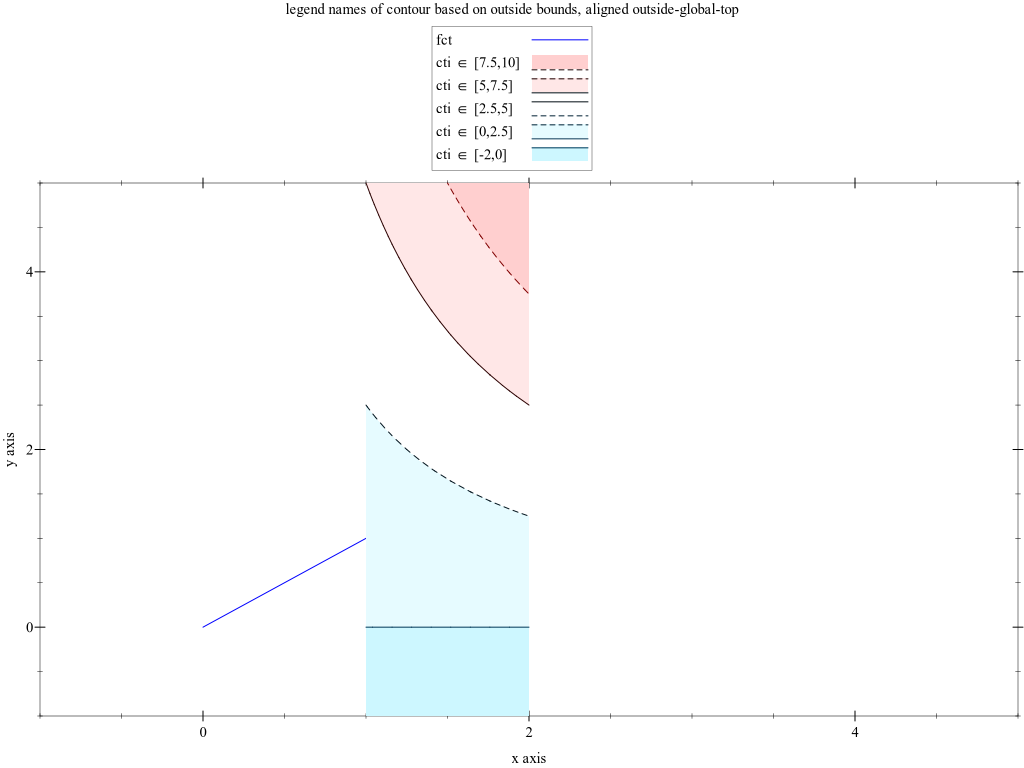 legend names of contour based on outside bounds, aligned outside-global-top
fct
cti ∈ [7.5,10]
cti ∈ [5,7.5]
cti ∈ [2.5,5]
cti ∈ [0,2.5]
cti ∈ [-2,0]
4
2
0
y axis
0 2 4
x axis